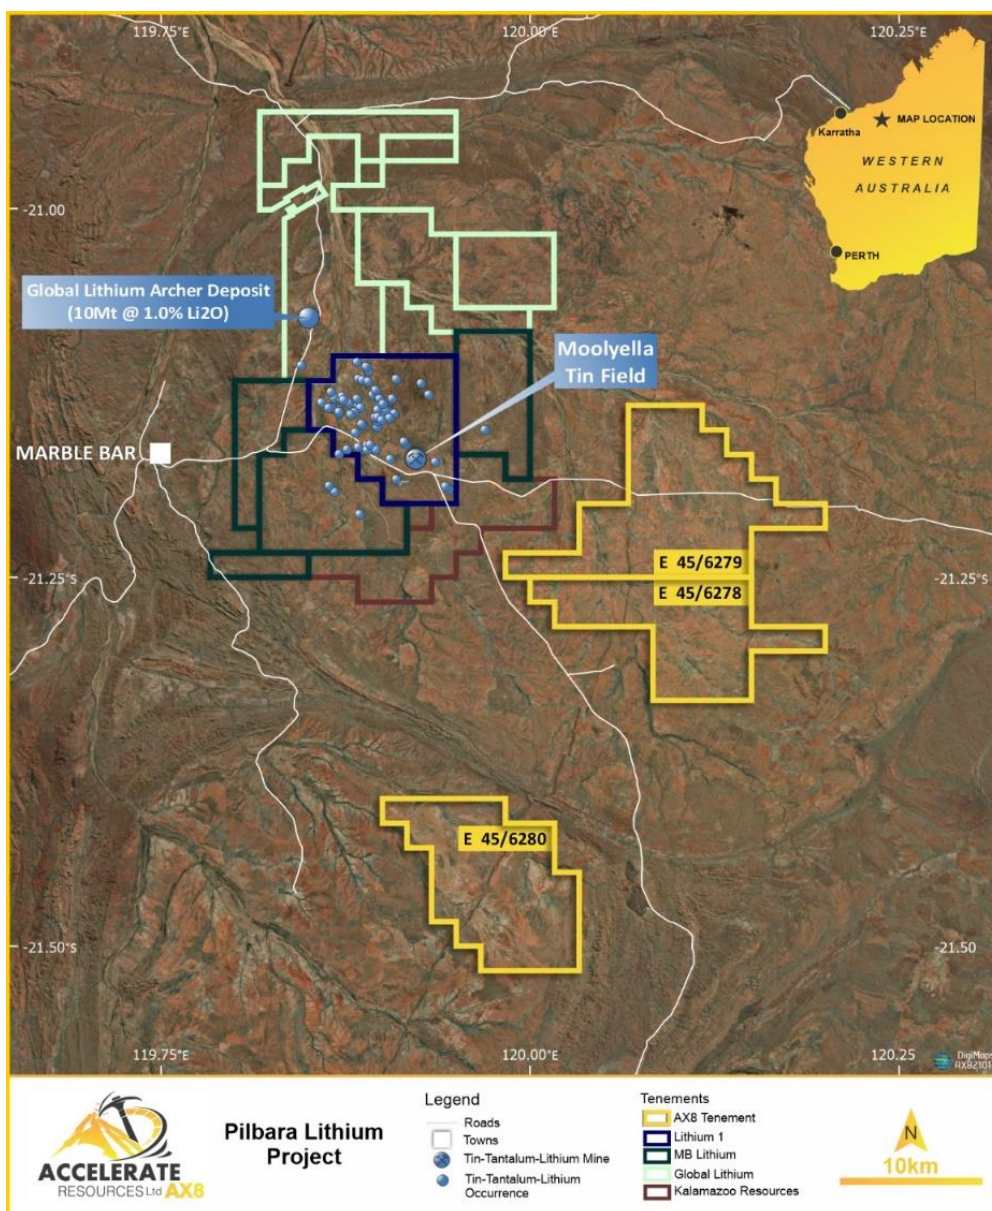 119.75°E
120.00°E
120.25°E
Karratha
MAP LOCATION
WESTERN
AUSTRALIA
PERTH
-21.00
Global Lithium Archer Deposit
(10Mt @ 1.0% Li2O)
Moolyella
Tin Field
MARBLE BAR
E 45/6279
E 45/6278
-21.25°S
-21.25°S
E 45/6280
-21.50°S
-21.50
119.75°E
120.00°E
120.25
DigiMaps
ACCELERATE
RESOURCES Ltd AX8
Pilbara Lithium
Project
Legend
Roads
Towns
Tin-Tantalum-Lithium Mine
Tin-Tantalum-Lithium
Occurrence
Tenements
AX8 Tenement
Lithium 1
MB Lithium
Global Lithium
Kalamazoo Resources
N
10km